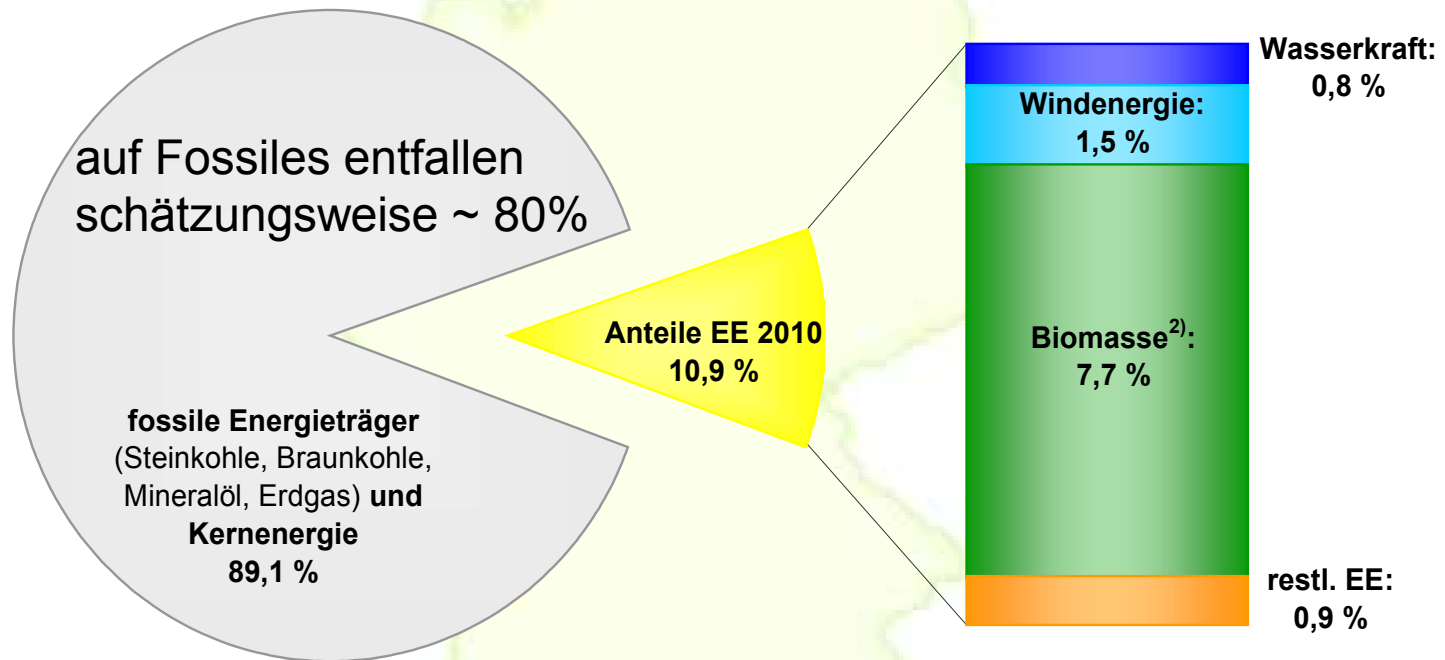 auf Fossiles entfallen
schätzungsweise ~ 80%
fossile Energieträger
(Steinkohle, Braunkohle,
Mineralöl, Erdgas) und
Kernenergie
89,1 %
Anteile EE 2010
10,9 %
Wasserkraft:
0,8 %
Windenergie:
1,5 %
Biomasse²⁾:
7,7 %
restl. EE:
0,9 %